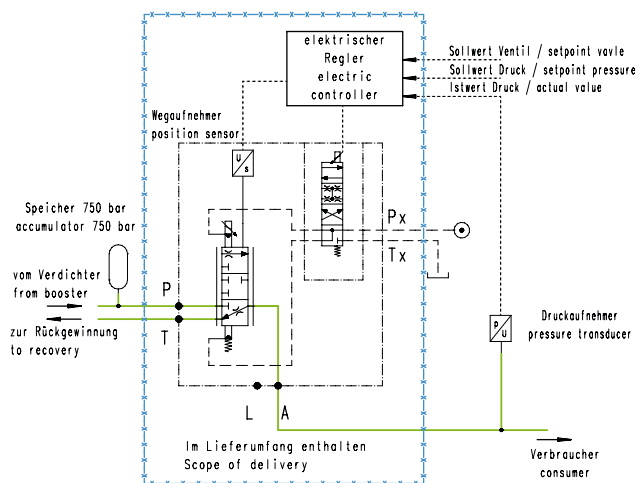 elektrischer
Regler
electric
controller
Sollwert Ventil / setpoint vavle
Sollwert Druck / setpoint pressure
Istwert Druck / actual value
Wegaufnehmer
position sensor
U
s
Speicher 750 bar
accumulator 750 bar
Px
Tx
vom Verdichter
from booster
P
T
zur Rückgewinnung
to recovery
p
U
Druckaufnehmer
pressure transducer
L
A
Im Lieferumfang enthalten
Scope of delivery
Verbraucher
consumer